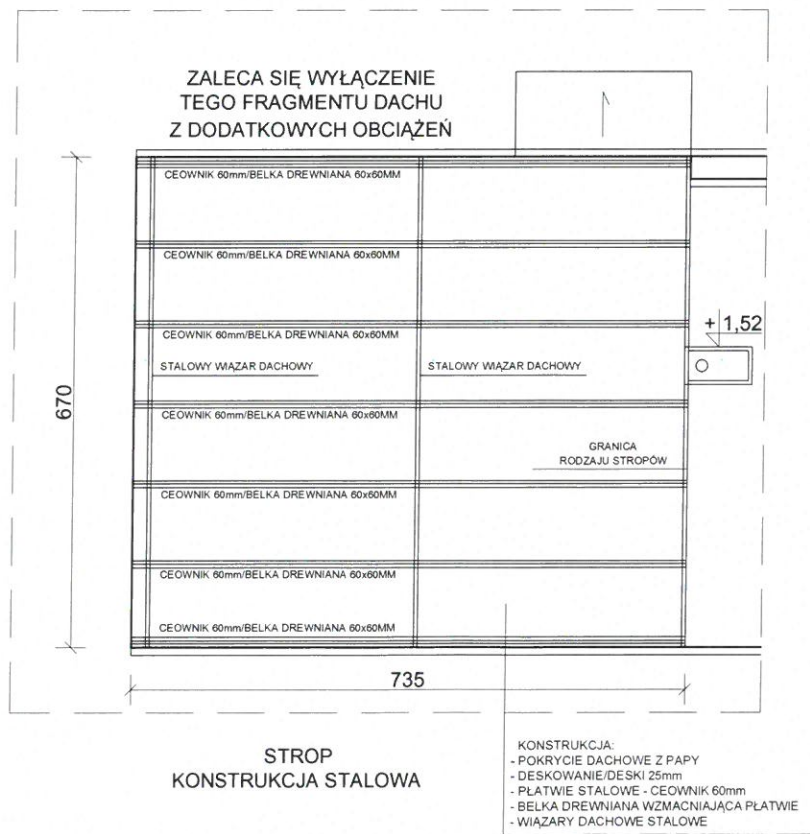 ZALECA SIĘ WYŁĄCZENIE
TEGO FRAGMENTU DACHU
Z DODATKOWYCH OBCIĄŻEŃ
CEOWNIK 60mm/BELKA DREWNIANA 60x60MM
CEOWNIK 60mm/BELKA DREWNIANA 60x60MM
+ 1,52
CEOWNIK 60mm/BELKA DREWNIANA 60x60MM
STALOWY WIĄZAR DACHOWY
STALOWY WIĄZAR DACHOWY
670
CEOWNIK 60mm/BELKA DREWNIANA 60x60MM
GRANICA
RODZAJU STROPÓW
CEOWNIK 60mm/BELKA DREWNIANA 60x60MM
CEOWNIK 60mm/BELKA DREWNIANA 60x60MM
CEOWNIK 60mm/BELKA DREWNIANA 60x60MM
735
STROP
KONSTRUKCJA STALOWA
KONSTRUKCJA:
- POKRYCIE DACHOWE Z PAPY
- DESKOWANIE/DESKI 25mm
- PŁATWIE STALOWE - CEOWNIK 60mm
- BELKA DREWNIANA WZMACNIAJĄCA PŁATWIE
- WIĄZARY DACHOWE STALOWE